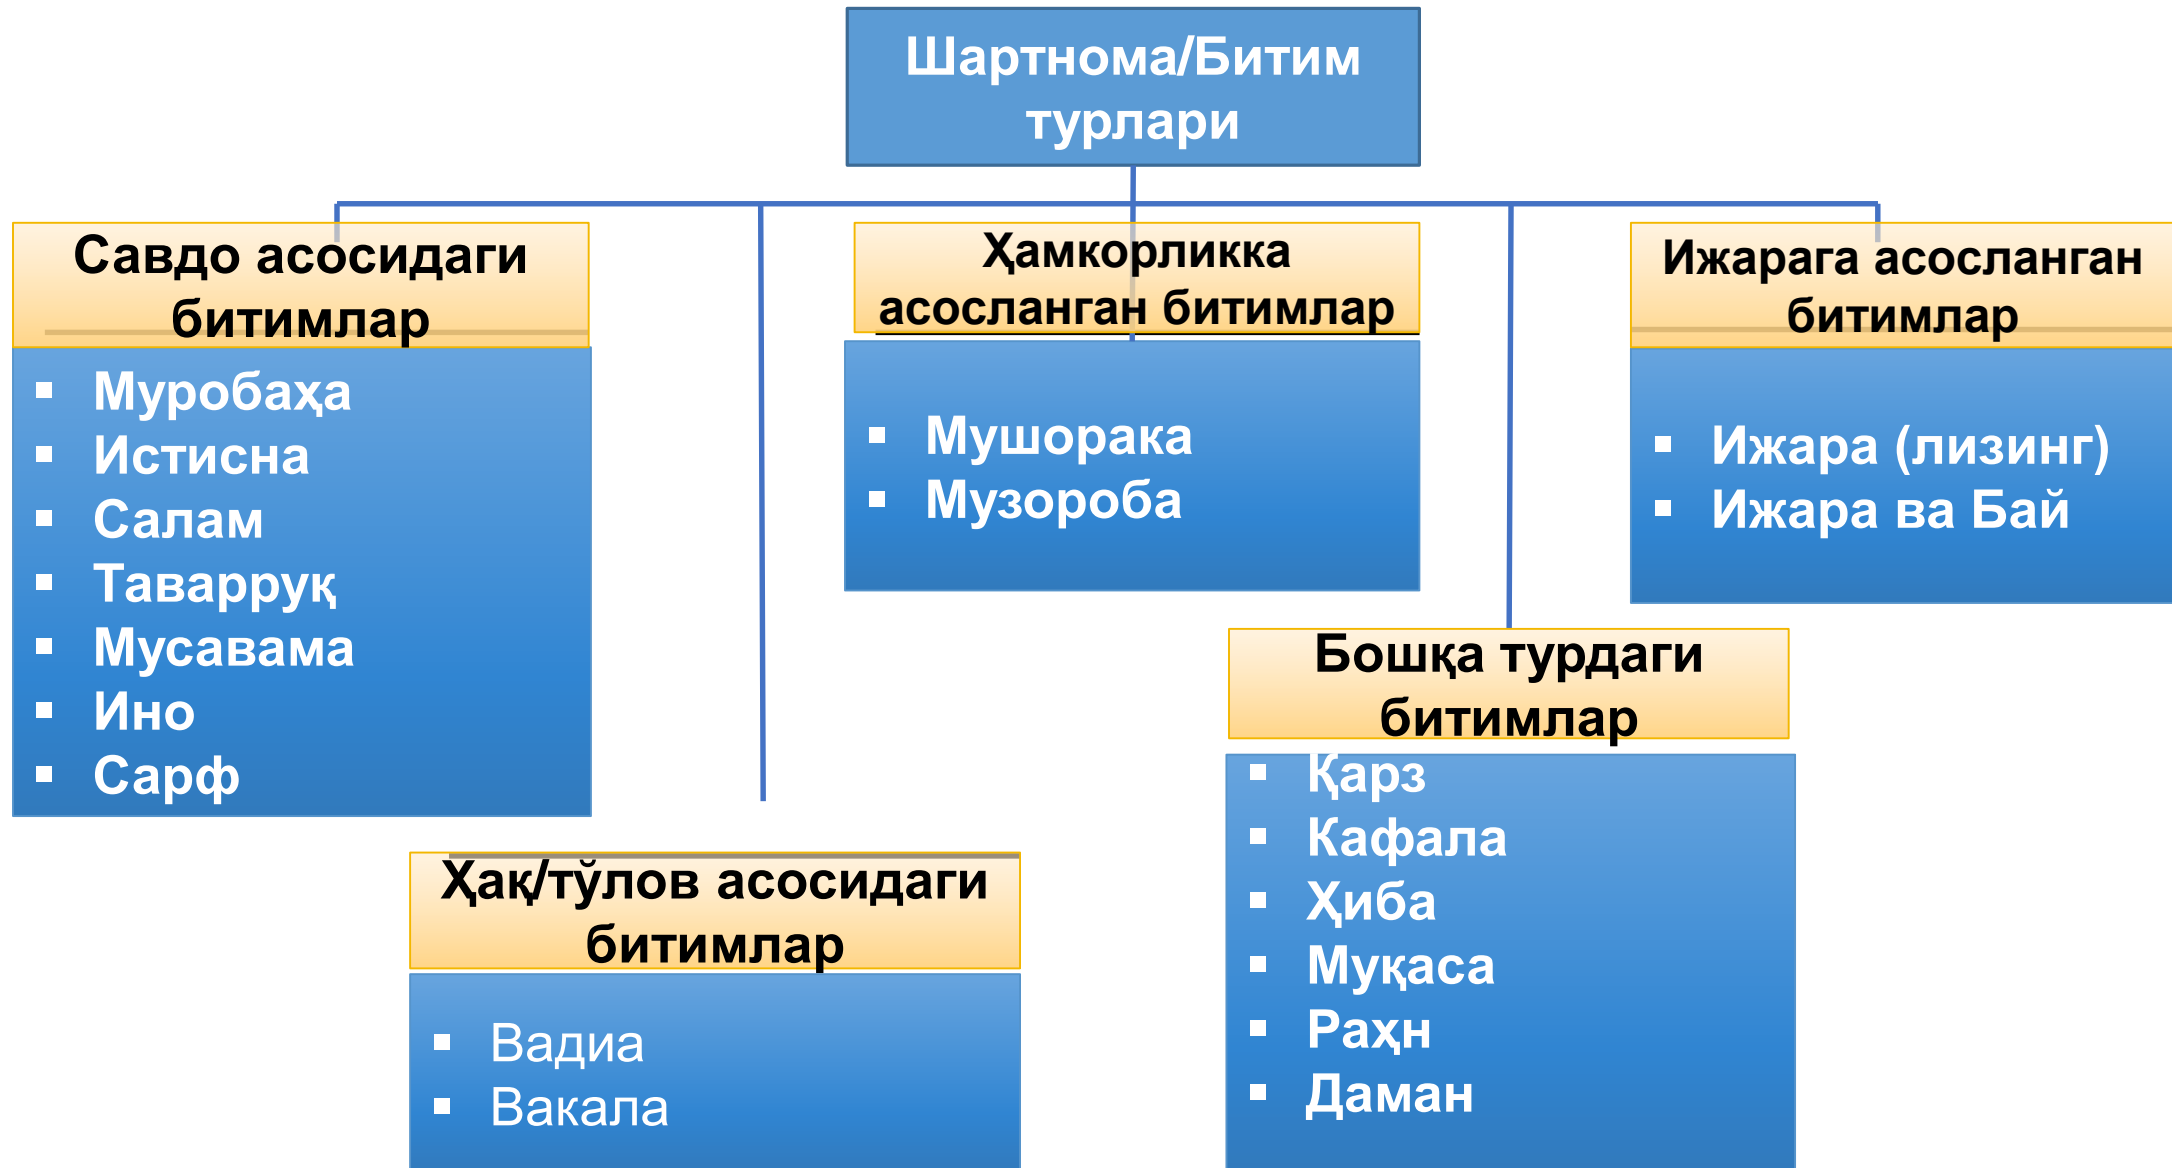 Шартнома/Битим
турлари
Савдо асосидаги
битимлар
Муробаҳа
Истисна
Салам
Таварруқ
Мусавама
Ино
Сарф
Ҳамкорликка
асосланган битимлар
Мушорака
Музороба
Ижарага асосланган
битимлар
Ижара (лизинг)
Ижара ва Бай
Ҳақ/тўлов асосидаги
битимлар
Вадиа
Вакала
Бошқа турдаги
битимлар
Қарз
Кафала
Ҳиба
Муқаса
Раҳн
Даман